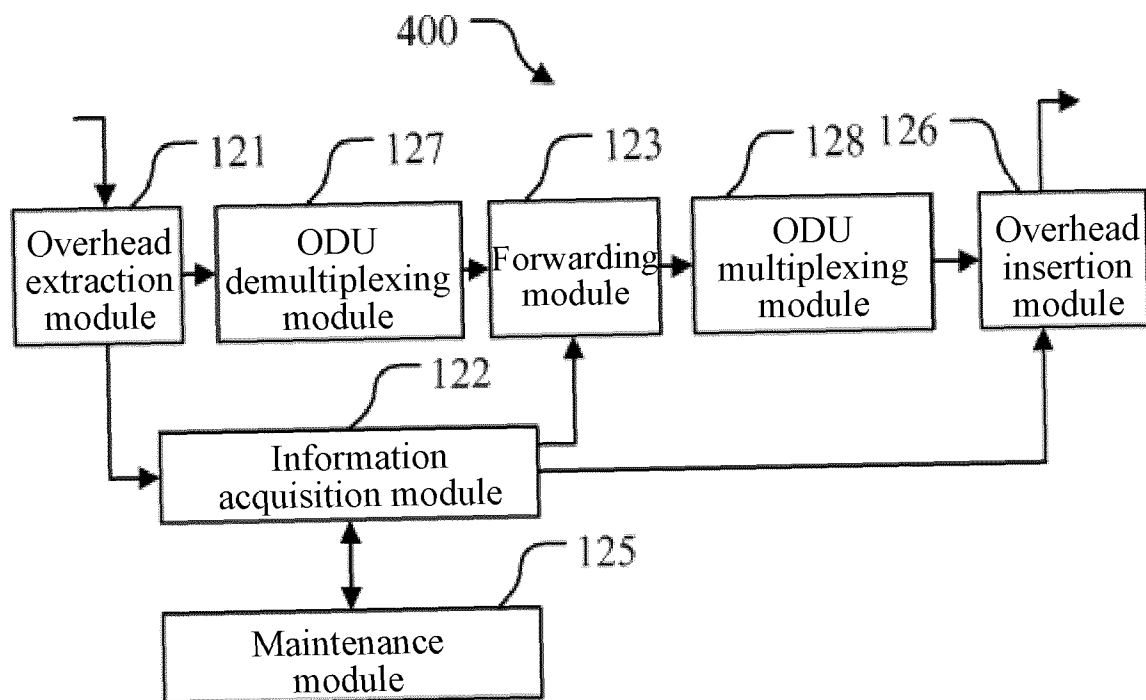 400
121
127
123
128
126
Overhead
extraction
module
ODU
demultiplexing
module
Forwarding
module
ODU
multiplexing
module
Overhead
insertion
module
122
Information
acquisition module
125
Maintenance
module